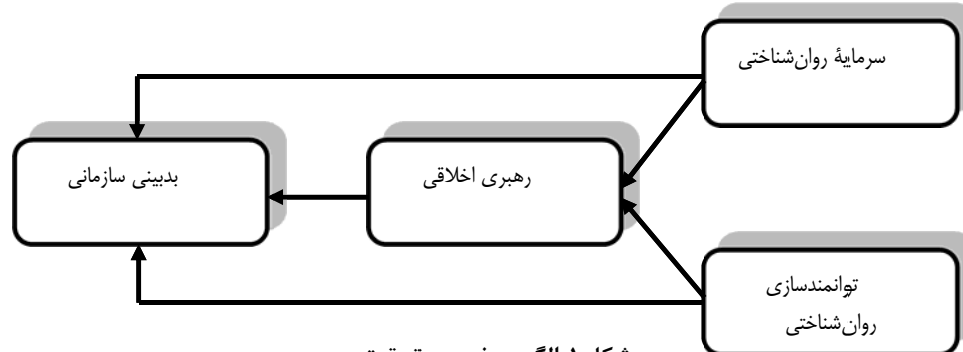 سرمایهٔ روان‌شناختی
رهبری اخلاقی
بدبینی سازمانی
توانمندسازی
روان‌شناختی